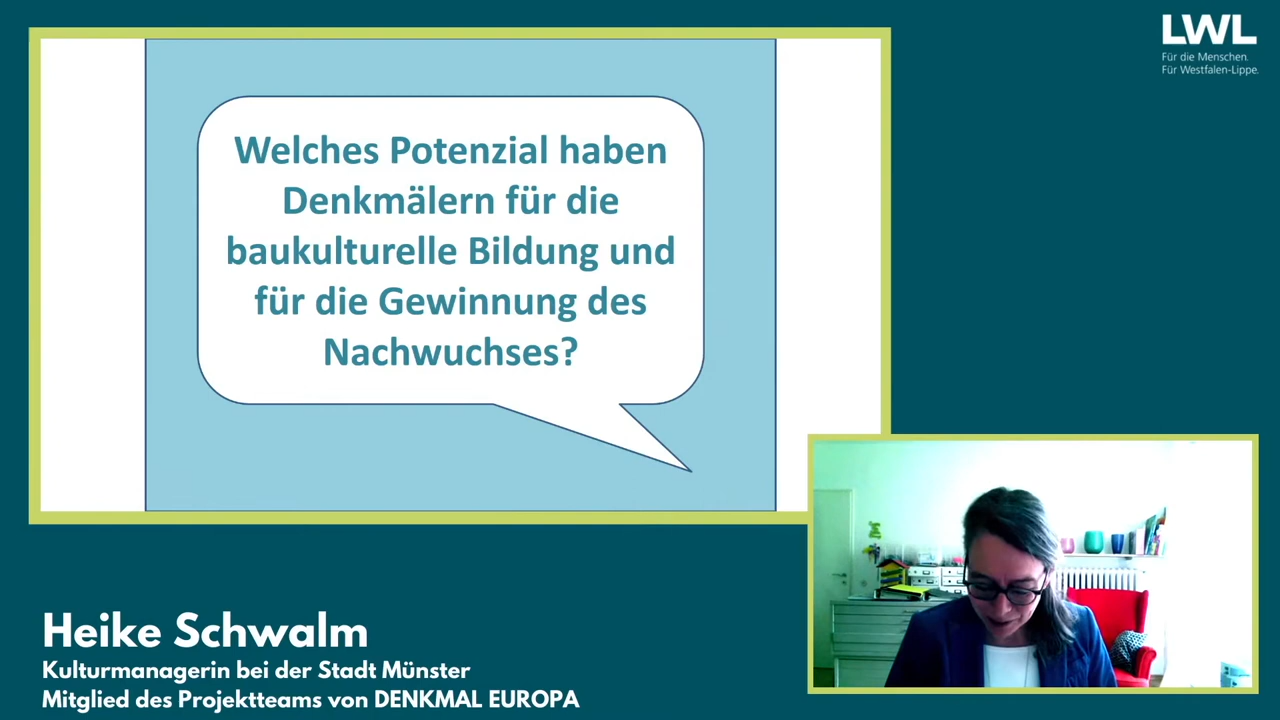 LWL
Für die Menschen.
Für Westfalen-Lippe.
Welches Potenzial haben
Denkmälern für die
baukulturelle Bildung und
für die Gewinnung des
Nachwuchses?
Heike Schwalm
Kulturmanagerin bei der Stadt Münster
Mitglied des Projektteams von DENKMAL EUROPA